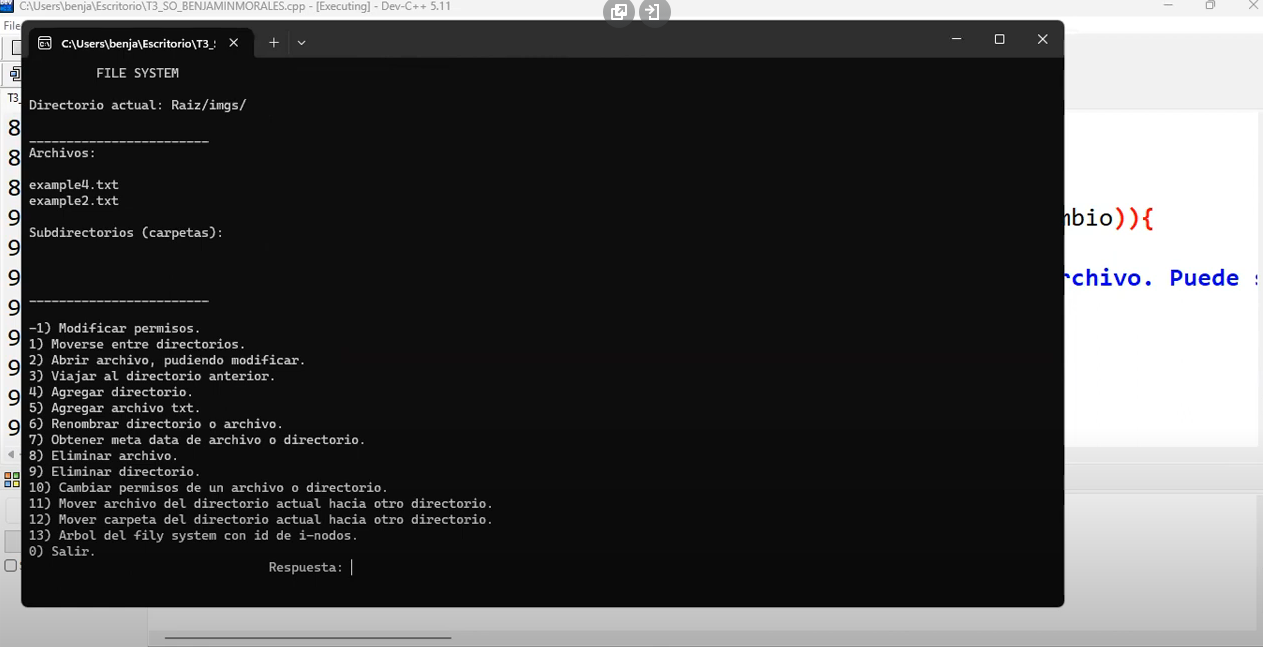 C:\Users\benja\Escritorio\T3_SO_BENJAMINMORALES.cpp - [Executing] - Dev-C++ 5.11
File
C:\Users\benja\Escritorio\T3_
T3_
FILE SYSTEM
Directorio actual: Raiz/imgs/
________________________
Archivos:
example4.txt
example2.txt
Subdirectorios (carpetas):
________________________
-1) Modificar permisos.
1) Moverse entre directorios.
2) Abrir archivo, pudiendo modificar.
3) Viajar al directorio anterior.
4) Agregar directorio.
5) Agregar archivo txt.
6) Renombrar directorio o archivo.
7) Obtener meta data de archivo o directorio.
8) Eliminar archivo.
9) Eliminar directorio.
10) Cambiar permisos de un archivo o directorio.
11) Mover archivo del directorio actual hacia otro directorio.
12) Mover carpeta del directorio actual hacia otro directorio.
13) Arbol del fily system con id de i-nodos.
0) Salir.
Respuesta:
8
8
8
9
9
9
9
9
9
9
9
mbio)){
rchivo. Puede